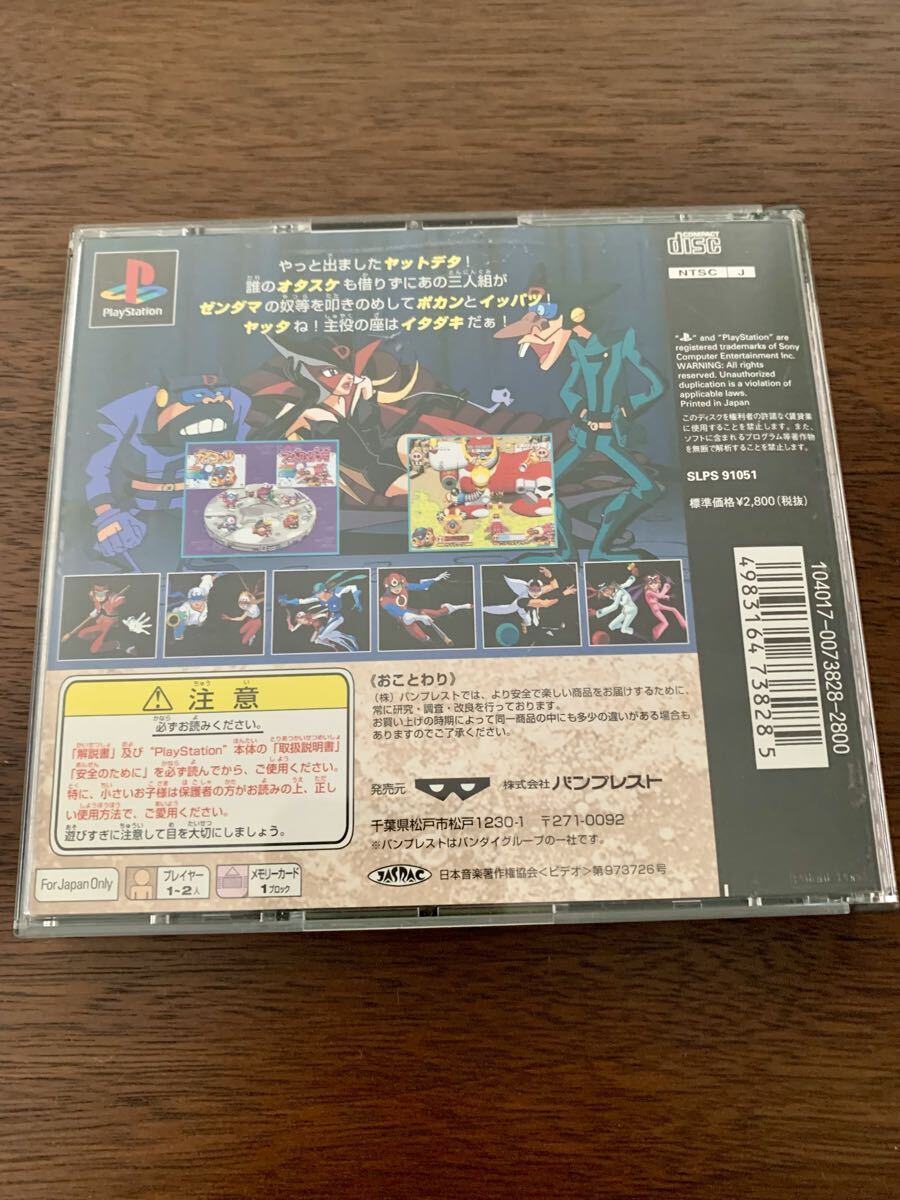 PlayStation
やっと出ましたヤットデタ！
誰のオタスケも借りずにあの三人組が
ゼンダマの奴等を叩きのめしてボカンとイッパツ！
ヤッタね！主役の座はイタダキだぁ！
COMPACT
disc
NTSC J
"PS" and "PlayStation" are
registered trademarks of Sony
Computer Entertainment Inc.
WARNING: All rights
reserved. Unauthorized
duplication is a violation of
applicable laws.
Printed in Japan
このディスクを権利者の許諾なく賃貸業
に使用することを禁止します。また、
ソフトに含まれるプログラム等著作物
を無断で解析することを禁止します。
SLPS 91051
標準価格￥2,800（税抜）
104017-0073828-2800
4983164738285
注意
必ずお読みください。
「解説書」及び "PlayStation" 本体の「取扱説明書」
「安全のために」を必ず読んでから、ご使用ください。
特に、小さいお子様は保護者の方がお読みの上、正し
い使用方法で、ご愛用ください。
遊びすぎに注意して目を大切にしましょう。
《おことわり》
（株）バンプレストでは、より安全で楽しい商品をお届けするために、
常に研究・調査・改良を行っております。
お買い上げの時期によって同一商品の中にも多少の違いがある場合も
ありますのでご了承ください。
発売元 株式会社 バンプレスト
千葉県松戸市松戸1230-1 〒271-0092
※バンプレストはバンダイグループの一社です。
For Japan Only
プレイヤー
1～2人
メモリーカード
1ブロック
JASRAC
日本音楽著作権協会＜ビデオ＞第973726号